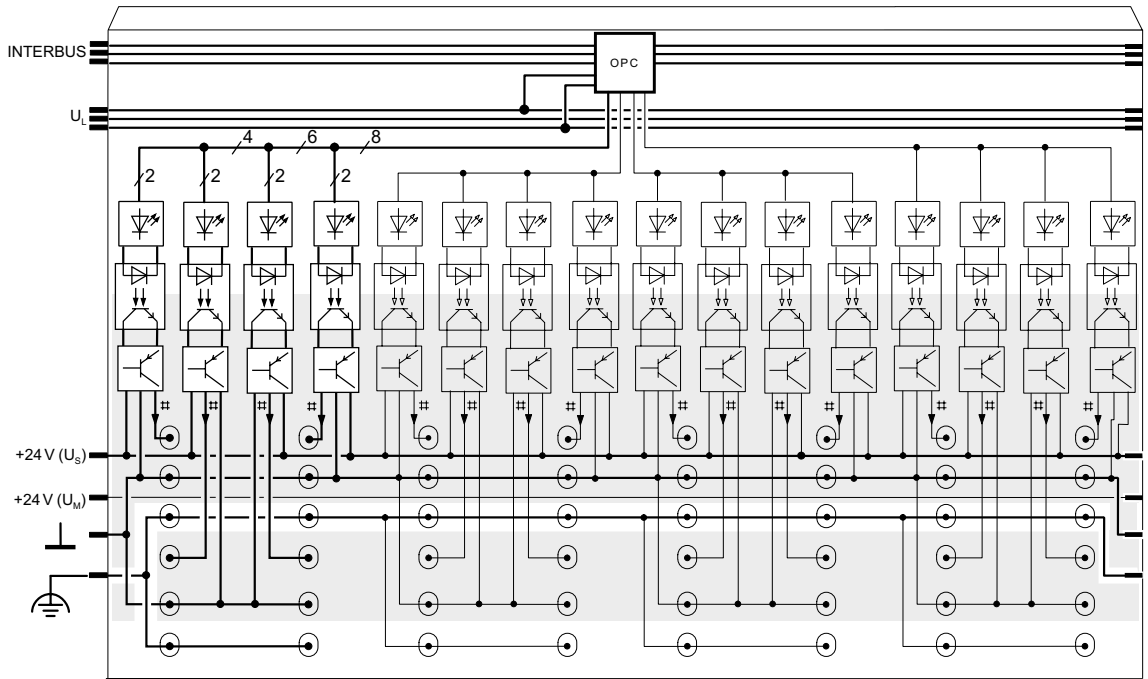 INTERBUS
OPC
U_L
4 6 8
2 2 2 2
# # # # # # # # # # # # # # # #
+24 V (U_S)
+24 V (U_M)